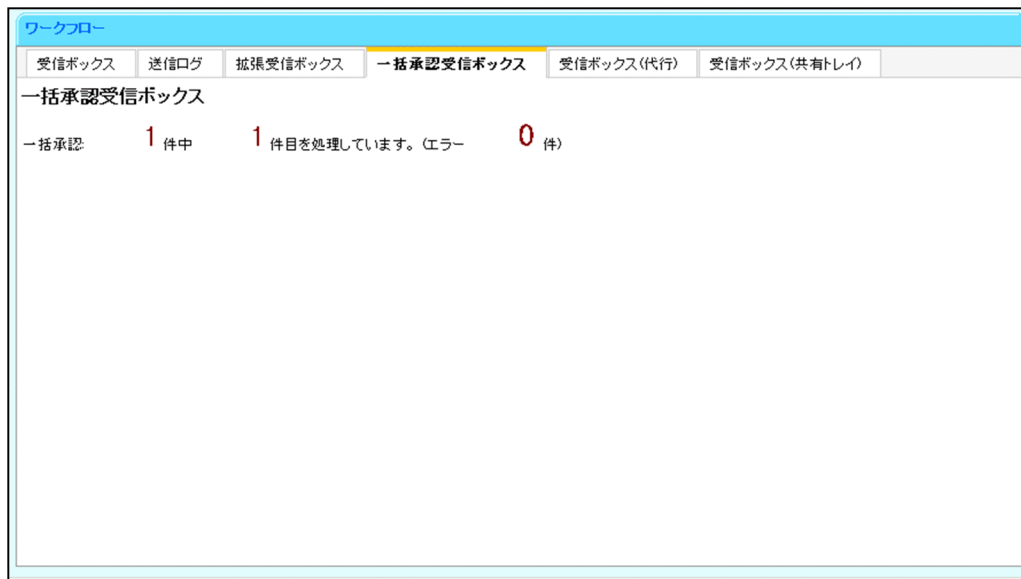 ワークフロー
受信ボックス 送信ログ 拡張受信ボックス 一括承認受信ボックス 受信ボックス(代行) 受信ボックス(共有トレイ)
一括承認受信ボックス
一括承認: 1 件中 1 件目を処理しています。(エラー 0 件)